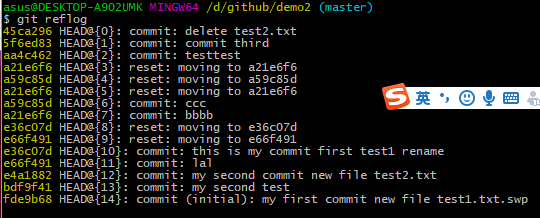 asus@DESKTOP-A9O2UMK MINGW64 /d/github/demo2 (master)
$ git reflog
45ca296 HEAD@{0}: commit: delete test2.txt
5f6ed83 HEAD@{1}: commit: commit third
aa4c462 HEAD@{2}: commit: testtest
a21e6f6 HEAD@{3}: reset: moving to a21e6f6
a59c85d HEAD@{4}: reset: moving to a59c85d
a21e6f6 HEAD@{5}: reset: moving to a21e6f6
a59c85d HEAD@{6}: commit: ccc
a21e6f6 HEAD@{7}: commit: bbbb
e36c07d HEAD@{8}: reset: moving to e36c07d
e66f491 HEAD@{9}: reset: moving to e66f491
e36c07d HEAD@{10}: commit: this is my commit first test1 rename
e66f491 HEAD@{11}: commit: lal
e4a1882 HEAD@{12}: commit: my second commit new file test2.txt
bdf9f41 HEAD@{13}: commit: my second test
fde9b68 HEAD@{14}: commit (initial): my first commit new file test1.txt.swp
S 英